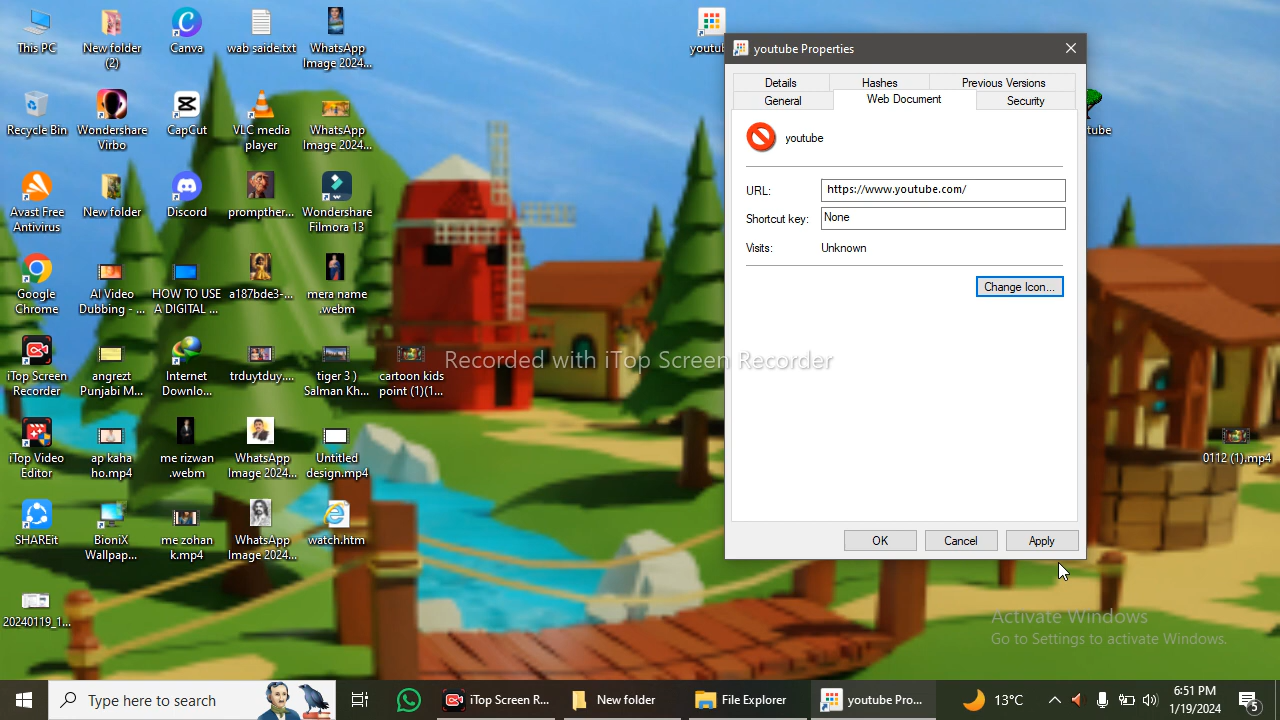 This PC
New folder
(2)
Canva
wab saide.txt
WhatsApp
Image 2024...
Recycle Bin
Wondershare
Virbo
CapCut
VLC media
player
WhatsApp
Image 2024...
Avast Free
Antivirus
New folder
Discord
prompther...
Wondershare
Filmora 13
Google
Chrome
AI Video
Dubbing - ...
HOW TO USE
A DIGITAL ...
a187bde3-...
mera name
.webm
iTop Screen
Recorder
angrezt
Punjabi M...
Internet
Downlo...
trduytduy....
tiger 3 )
Salman Kh...
cartoon kids
point (1)(1...
iTop Video
Editor
ap kaha
ho.mp4
me rizwan
.webm
WhatsApp
Image 2024...
Untitled
design.mp4
SHAREit
BioniX
Wallpap...
me zohan
k.mp4
WhatsApp
Image 2024...
watch.htm
20240119_1...
0112 (1).mp4
youtube Properties
Details
Hashes
Previous Versions
General
Web Document
Security
youtube
URL:
https://www.youtube.com/
Shortcut key:
None
Visits:
Unknown
Change Icon...
OK
Cancel
Apply
Recorded with iTop Screen Recorder
Activate Windows
Go to Settings to activate Windows.
Type here to search
iTop Screen R...
New folder
File Explorer
youtube Pro...
13°C
6:51 PM
1/19/2024
5